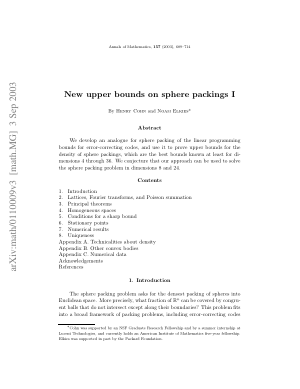 Annals of Mathematics, 157 (2003), 689–714
New upper bounds on sphere packings I
By Henry Cohn and Noam Elkies*
Abstract
We develop an analogue for sphere packing of the linear programming
bounds for error-correcting codes, and use it to prove upper bounds for the
density of sphere packings, which are the best bounds known at least for di-
mensions 4 through 36. We conjecture that our approach can be used to solve
the sphere packing problem in dimensions 8 and 24.
Contents
1. Introduction
2. Lattices, Fourier transforms, and Poisson summation
3. Principal theorems
4. Homogeneous spaces
5. Conditions for a sharp bound
6. Stationary points
7. Numerical results
8. Uniqueness
Appendix A. Technicalities about density
Appendix B. Other convex bodies
Appendix C. Numerical data
Acknowledgements
References
1. Introduction
The sphere packing problem asks for the densest packing of spheres into
Euclidean space. More precisely, what fraction of Rⁿ can be covered by congru-
ent balls that do not intersect except along their boundaries? This problem fits
into a broad framework of packing problems, including error-correcting codes
*Cohn was supported by an NSF Graduate Research Fellowship and by a summer internship at
Lucent Technologies, and currently holds an American Institute of Mathematics five-year fellowship.
Elkies was supported in part by the Packard Foundation.
arXiv:math/0110009v3 [math.MG] 3 Sep 2003